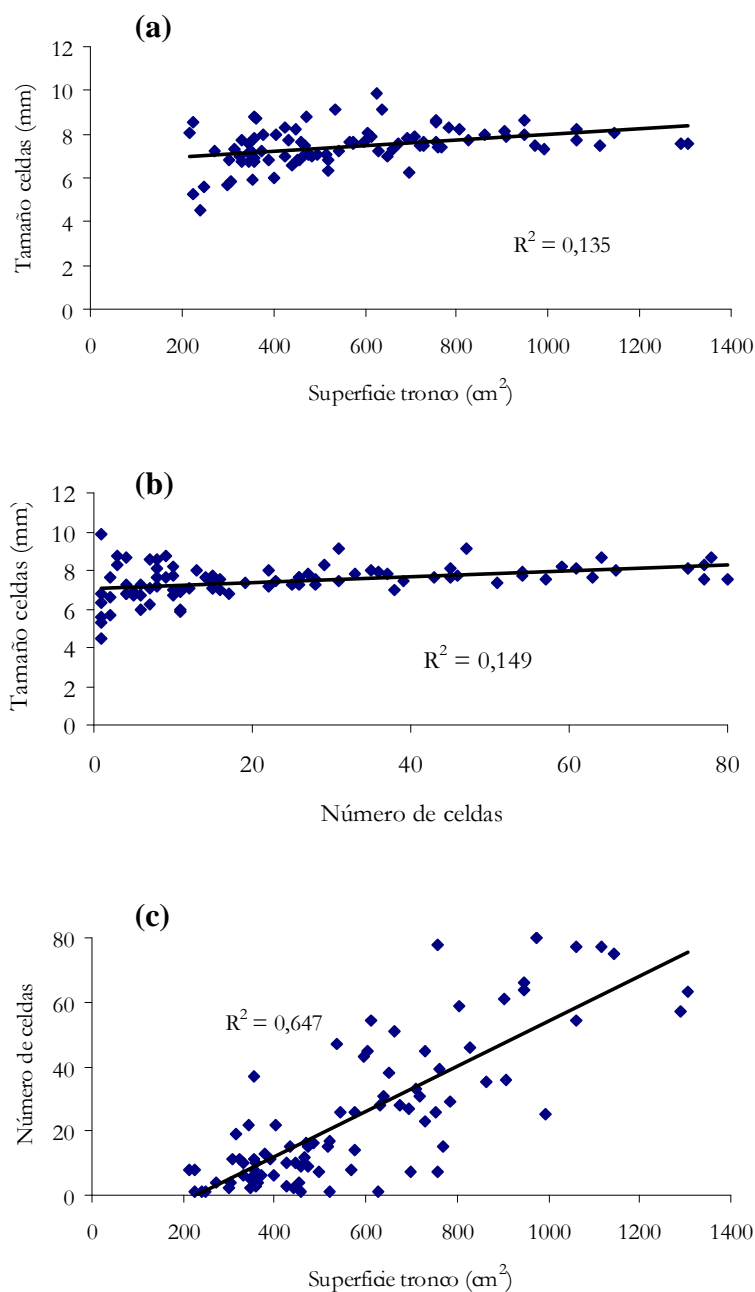 (a)
12
10
8
6
4
2
0
Tamaño celdas (mm)
R² = 0,135
0 200 400 600 800 1000 1200 1400
Superficie tronco (cm²)
(b)
12
10
8
6
4
2
0
Tamaño celdas (mm)
R² = 0,149
0 20 40 60 80
Número de celdas
(c)
80
60
40
20
0
Número de celdas
R² = 0,647
0 200 400 600 800 1000 1200 1400
Superficie tronco (cm²)